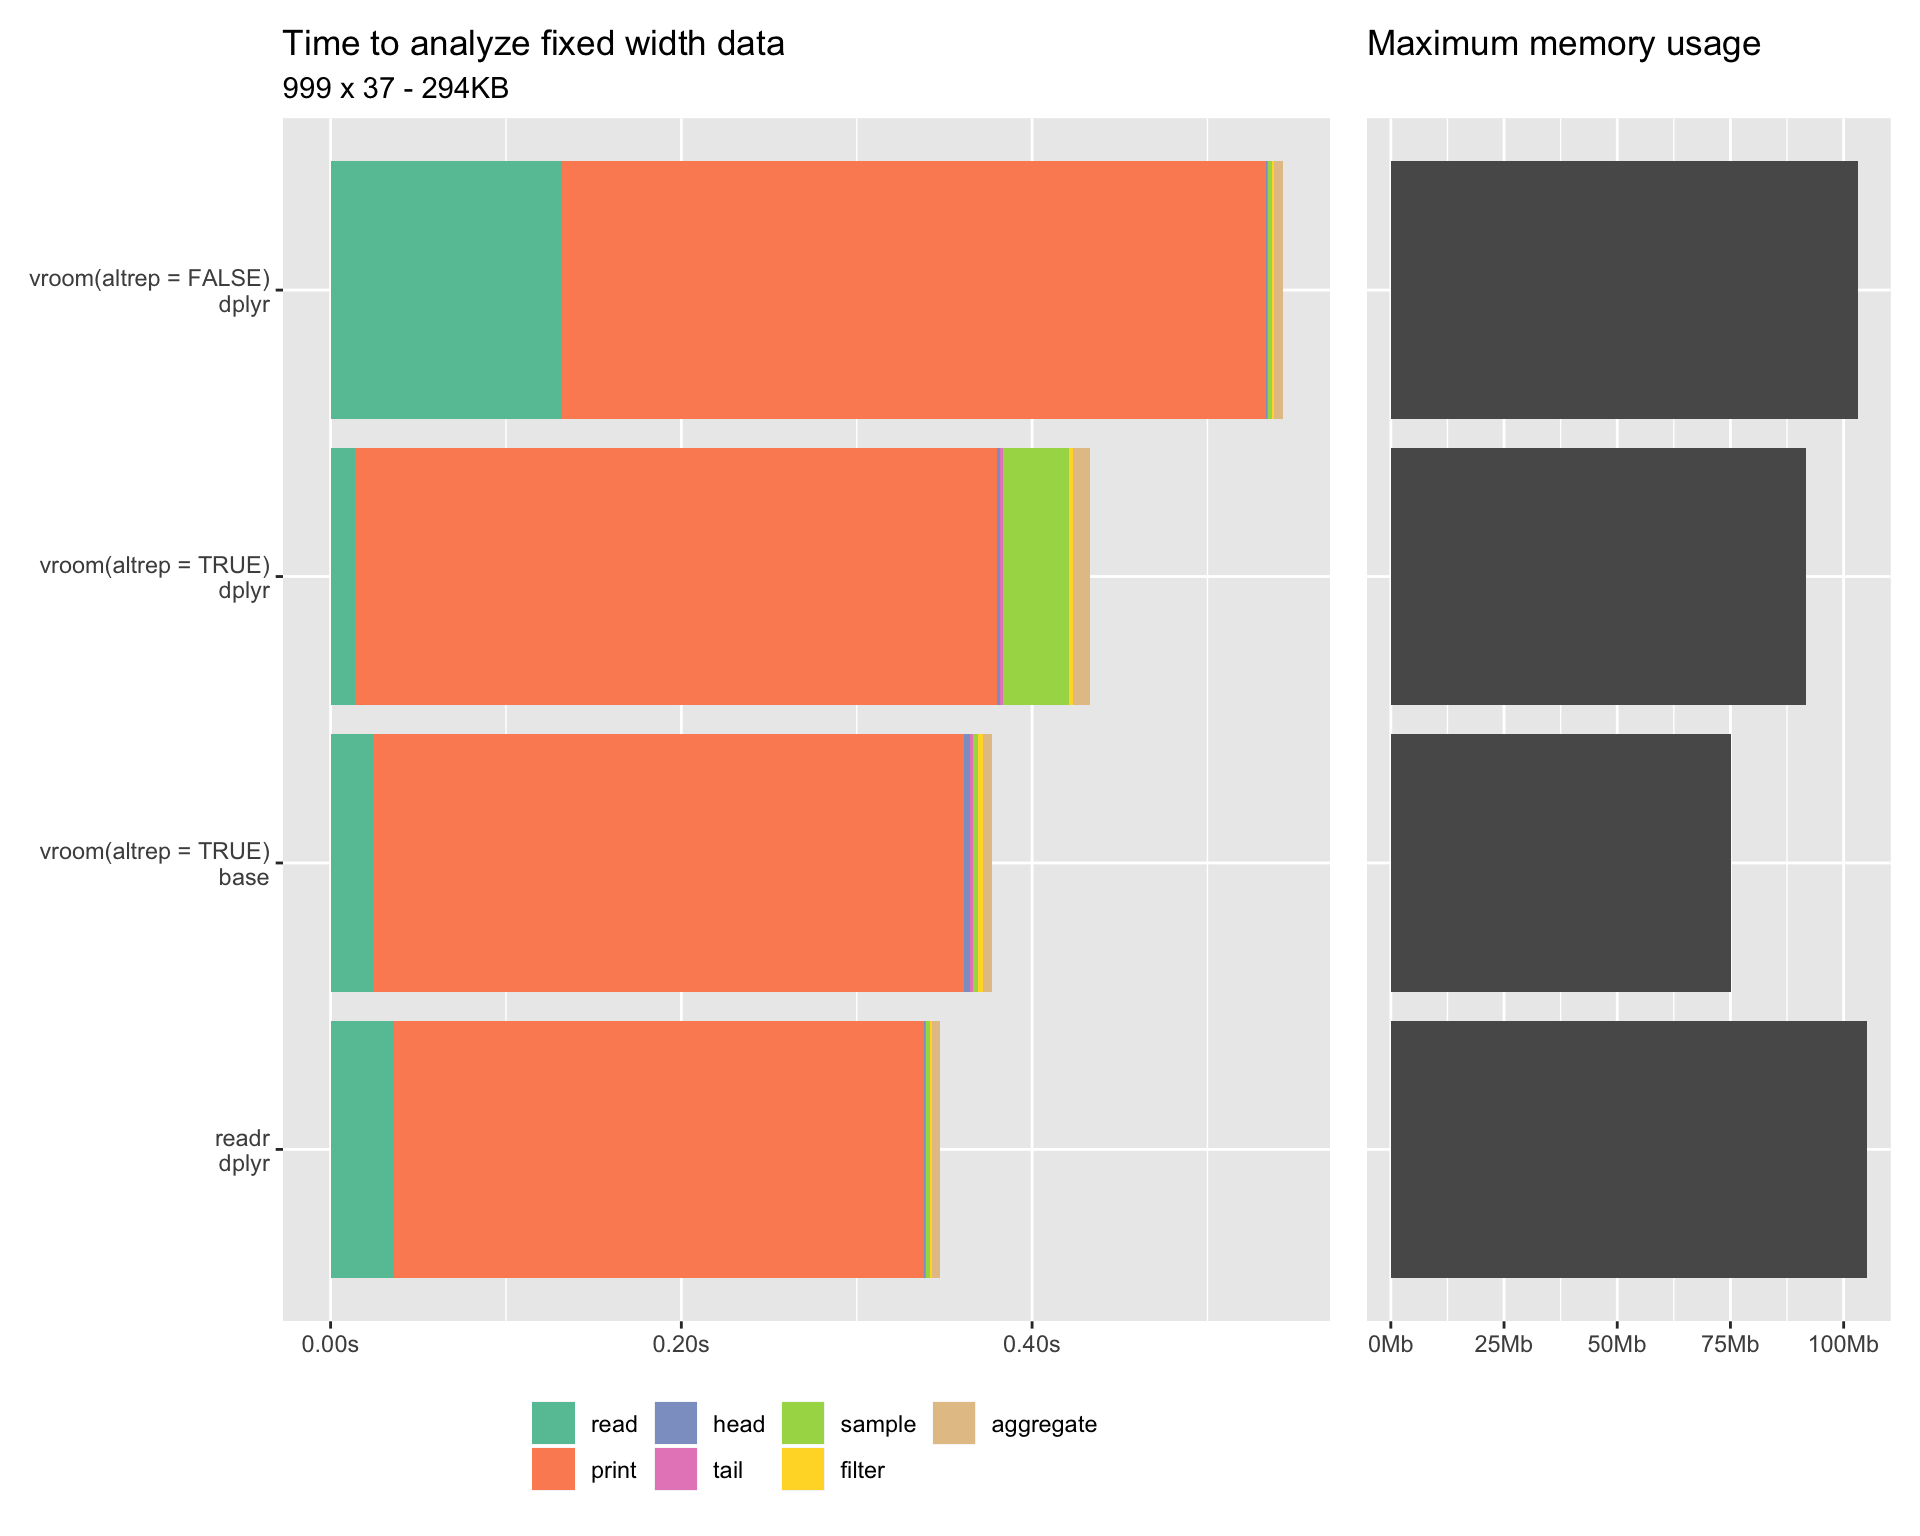 Time to analyze fixed width data
999 x 37 - 294KB
Maximum memory usage
vroom(altrep = FALSE)
dplyr
vroom(altrep = TRUE)
dplyr
vroom(altrep = TRUE)
base
readr
dplyr
0.00s 0.20s 0.40s
0Mb 25Mb 50Mb 75Mb 100Mb
read head sample aggregate
print tail filter